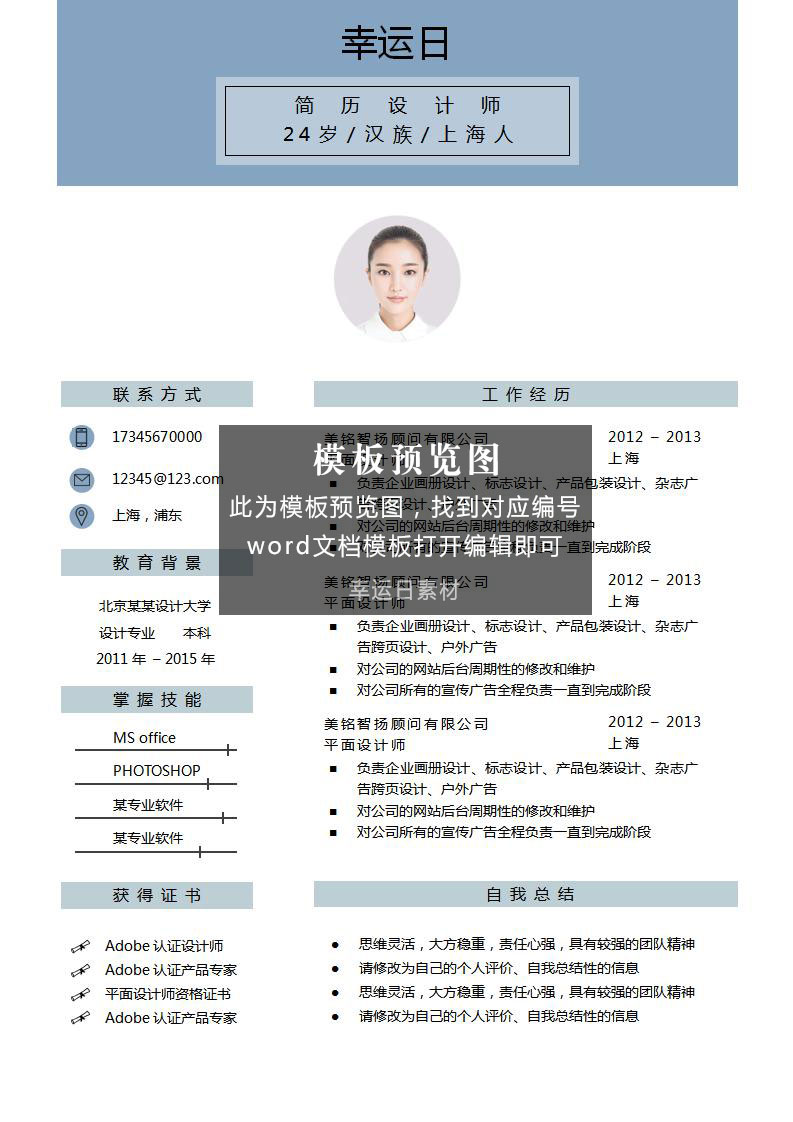 幸运日
简历设计师
24岁/汉族/上海人
联系方式
17345670000
12345@123.com
上海，浦东
教育背景
北京某某设计大学
设计专业 本科
2011 年 – 2015 年
掌握技能
MS office
PHOTOSHOP
某专业软件
某专业软件
获得证书
Adobe 认证设计师
Adobe 认证产品专家
平面设计师资格证书
Adobe 认证产品专家
工作经历
美铭智扬顾问有限公司 2012 – 2013
上海
负责企业画册设计、标志设计、产品包装设计、杂志广
对公司的网站后台周期性的修改和维护
一直到完成阶段
模板预览图
此为模板预览图，找到对应编号
word文档模板打开编辑即可
幸运日素材
美铭智扬顾问有限公司 2012 – 2013
平面设计师 上海
负责企业画册设计、标志设计、产品包装设计、杂志广
告跨页设计、户外广告
对公司的网站后台周期性的修改和维护
对公司所有的宣传广告全程负责一直到完成阶段
美铭智扬顾问有限公司 2012 – 2013
平面设计师 上海
负责企业画册设计、标志设计、产品包装设计、杂志广
告跨页设计、户外广告
对公司的网站后台周期性的修改和维护
对公司所有的宣传广告全程负责一直到完成阶段
自我总结
思维灵活，大方稳重，责任心强，具有较强的团队精神
请修改为自己的个人评价、自我总结性的信息
思维灵活，大方稳重，责任心强，具有较强的团队精神
请修改为自己的个人评价、自我总结性的信息